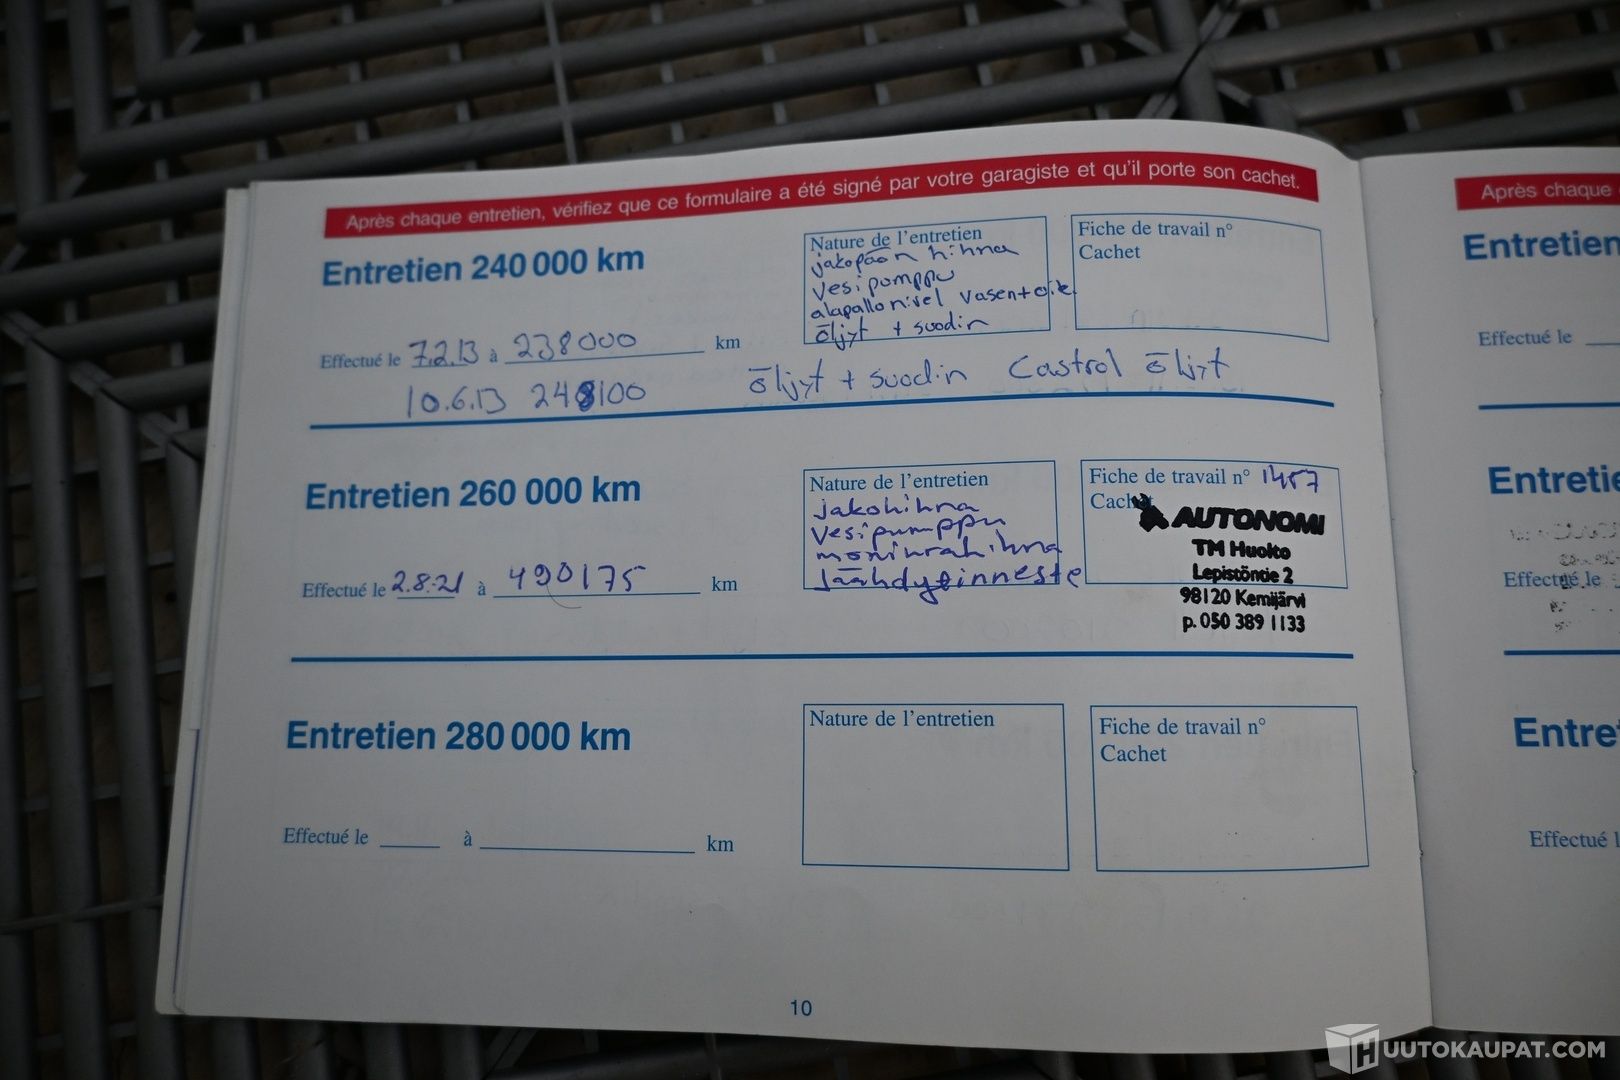 Après chaque entretien, vérifiez que ce formulaire a été signé par votre garagiste et qu'il porte son cachet.
Entretien 240 000 km
Nature de l'entretien
jakopään hihna
vesipumppu
alapallonivel vasen+oik
öljyt + suodin
Fiche de travail n°
Cachet
Effectué le 7.2.13 à 238000 km
10.6.13 248100 öljyt + suodin Castrol öljyt
Entretien 260 000 km
Nature de l'entretien
jakohihna
vesipumppu
moniurahihna
jäähdytinneste
Fiche de travail n° 1457
Cachet
AUTONOMI
TM Huolto
Lepistöntie 2
98120 Kemijärvi
p. 050 389 1133
Effectué le 2.8.21 à 490175 km
Entretien 280 000 km
Nature de l'entretien
Fiche de travail n°
Cachet
Effectué le à km
10
Après chaque
Entretien
Effectué le
Effectué le
Effectué l
HUUTOKAUPAT.COM